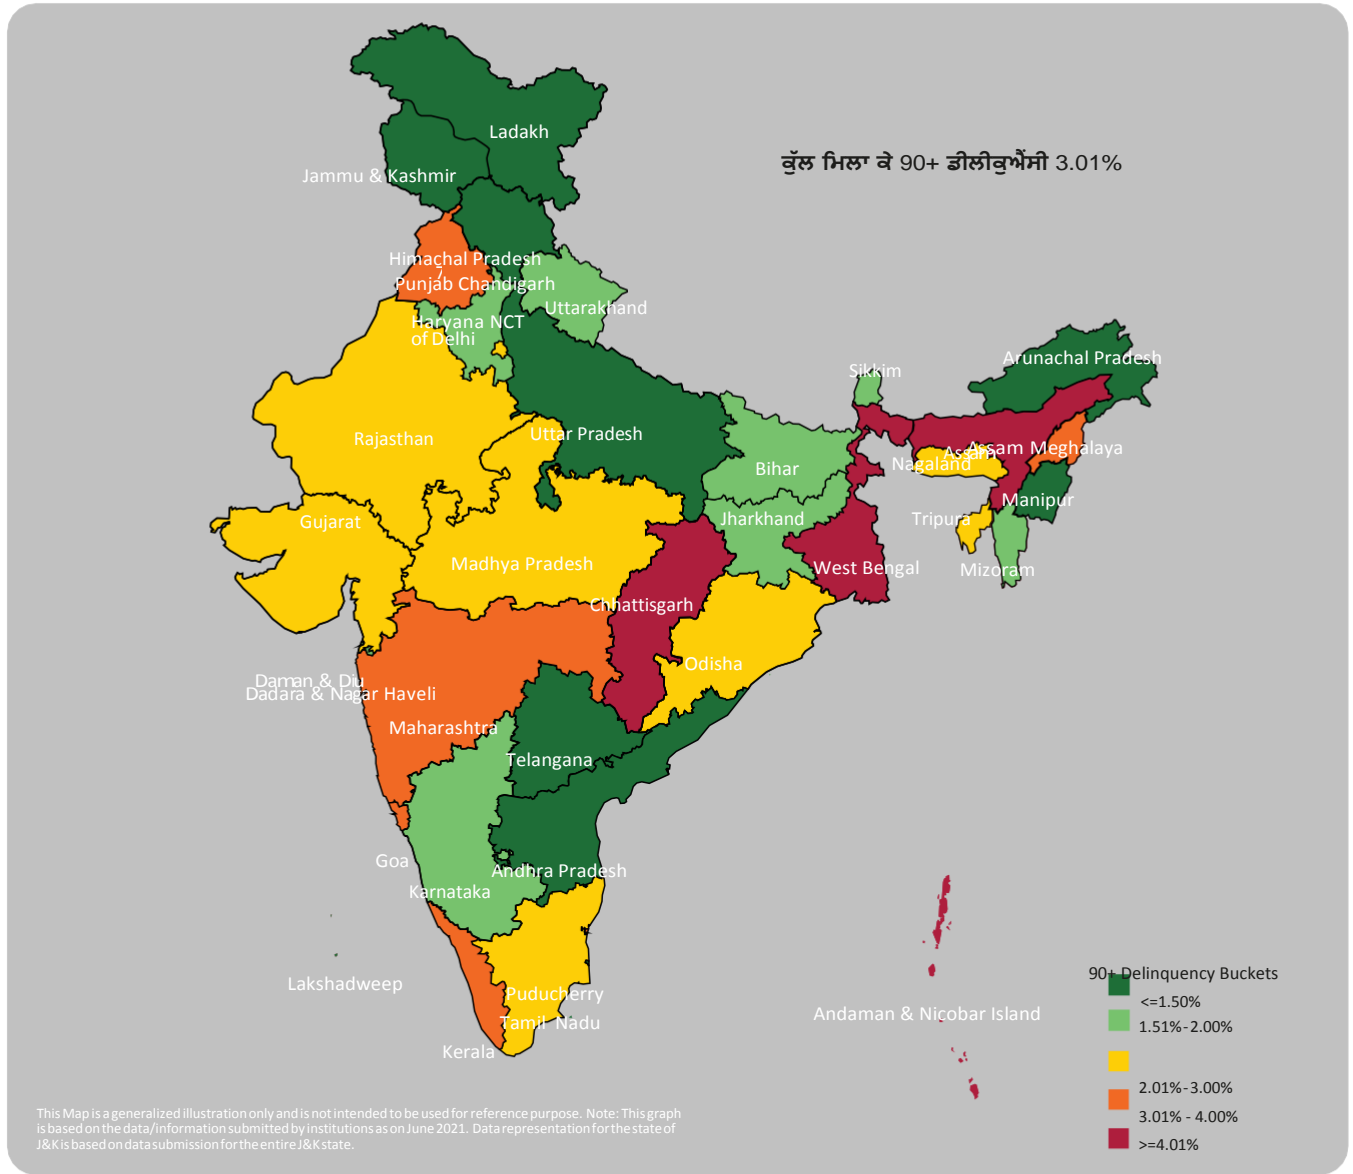 Ladakh
ਕੁੱਲ ਮਿਲਾ ਕੇ 90+ ਡੀਲੀਕੁਐਂਸੀ 3.01%
Jammu & Kashmir
Himachal Pradesh
7
Punjab Chandigarh
Uttarakhand
Haryana NCT
of Delhi
Arunachal Pradesh
Sikkim
Rajasthan
Uttar Pradesh
Assam
Assam Meghalaya
Nagaland
Bihar
Manipur
Gujarat
Jharkhand
Tripura
Madhya Pradesh
West Bengal
Mizoram
Chhattisgarh
Odisha
Daman & Diu
Dadara & Nagar Haveli
Maharashtra
Telangana
Goa
Andhra Pradesh
Karnataka
Lakshadweep
Puducherry
Tamil Nadu
Kerala
Andaman & Nicobar Island
90+ Delinquency Buckets
<=1.50%
1.51%-2.00%
2.01%-3.00%
3.01% - 4.00%
>=4.01%
This Map is a generalized illustration only and is not intended to be used for reference purpose. Note: This graph
is based on the data/information submitted by institutions as on June 2021. Data representation for the state of
J&K is based on data submission for the entire J&K state.